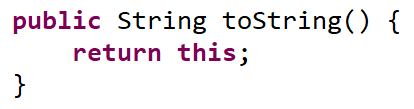 public String toString() {
    return this;
}